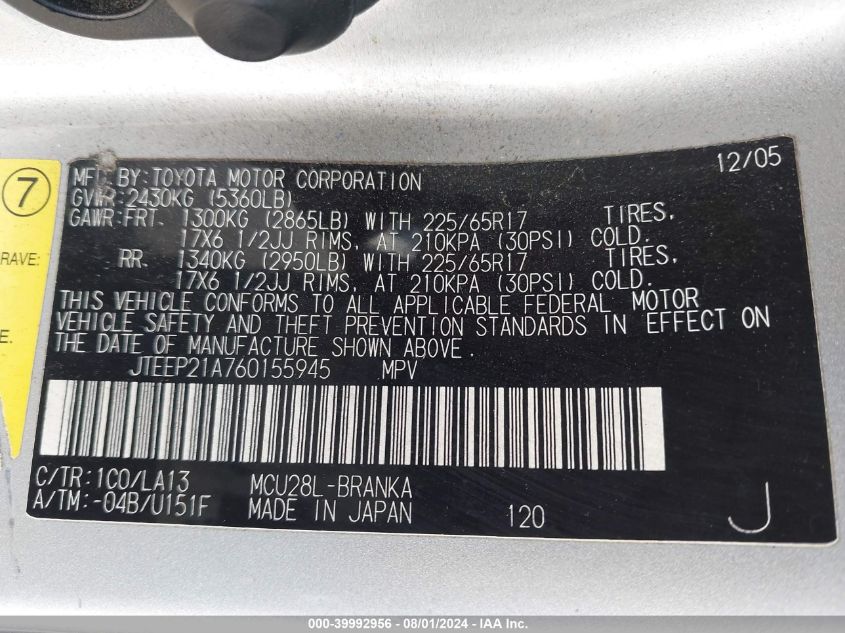 12/05
MFD. BY: TOYOTA MOTOR CORPORATION
GVWR: 2430KG (5360LB)
GAWR: FRT. 1300KG (2865LB) WITH 225/65R17 TIRES,
17X6 1/2JJ RIMS, AT 210KPA (30PSI) COLD.
RR. 1340KG (2950LB) WITH 225/65R17 TIRES,
17X6 1/2JJ RIMS, AT 210KPA (30PSI) COLD.
THIS VEHICLE CONFORMS TO ALL APPLICABLE FEDERAL MOTOR
VEHICLE SAFETY AND THEFT PREVENTION STANDARDS IN EFFECT ON
THE DATE OF MANUFACTURE SHOWN ABOVE.
JTEEP21A760155945 MPV
C/TR: 1C0/LA13 MCU28L-BRANKA
A/TM: -04B/U151F MADE IN JAPAN 120 J
7
RAVE:
E.
000-39992956 - 08/01/2024 - IAA Inc.